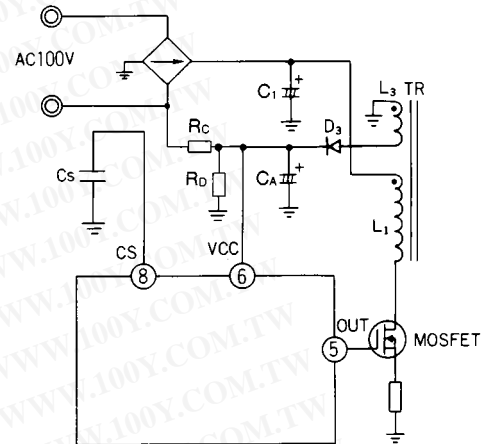 AC100V
C1
+
L3
TR
RC
D3
CS
RD
CA
+
L1
CS
VCC
8
6
OUT
5
MOSFET
WWW.100Y.COM.TW